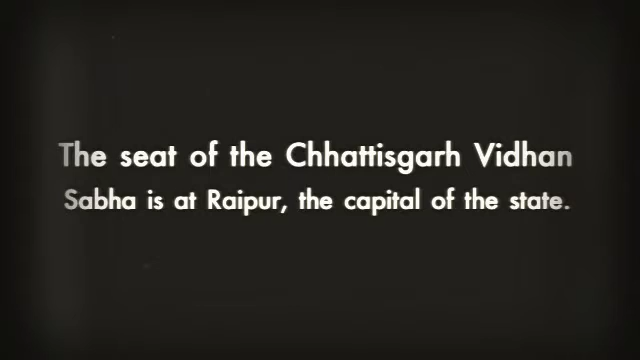 The seat of the Chhattisgarh Vidhan
Sabha is at Raipur, the capital of the state.